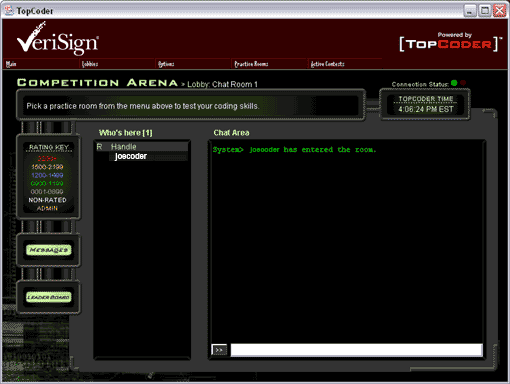 TopCoder
VeriSign
Powered by
[TOPCODER]™
Main Lobbies Options Practice Rooms Active Contests
COMPETITION ARENA > Lobby: Chat Room 1
Connection Status:
Pick a practice room from the menu above to test your coding skills.
TOPCODER TIME
4:06:24 PM EST
Who's here [1]
Chat Area
RATING KEY
1500-2199
1200-1499
0900-1199
0001-0899
NON-RATED
ADMIN
R Handle
joecoder
System> joecoder has entered the room.
MESSAGES
LEADER BOARD
>>